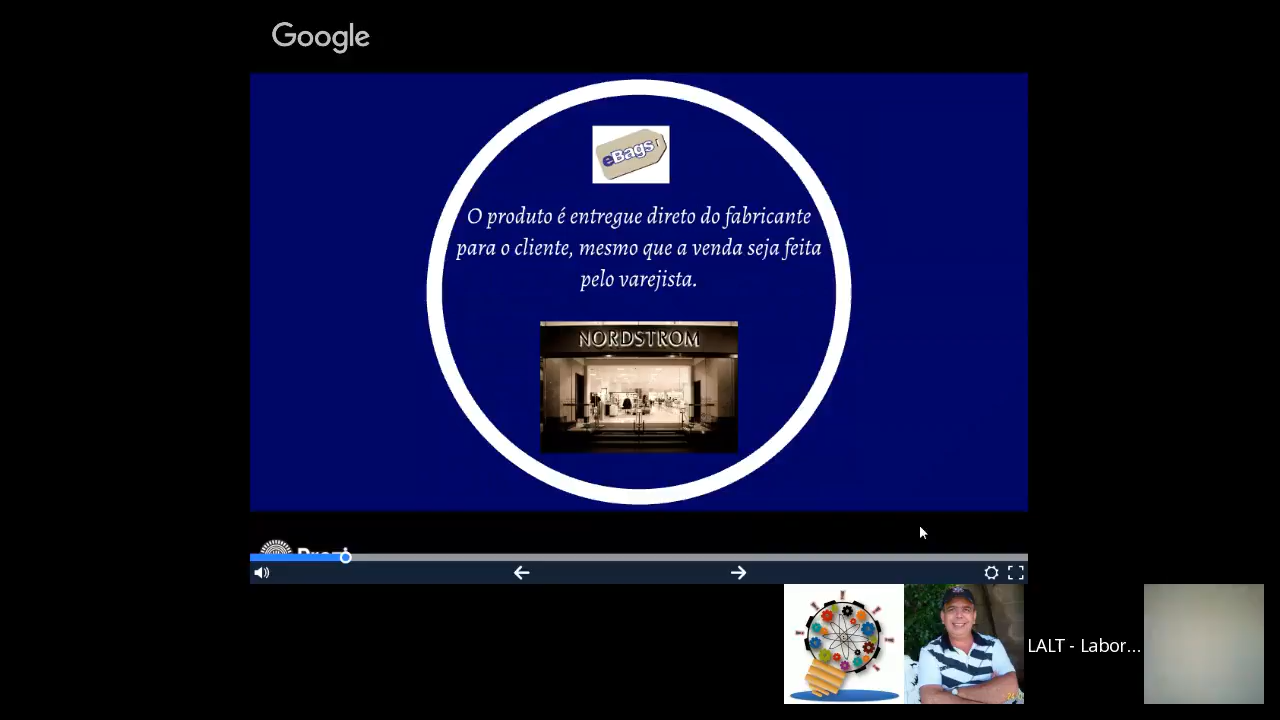 Google
eBags
O produto é entregue direto do fabricante
para o cliente, mesmo que a venda seja feita
pelo varejista.
NORDSTROM
Prezi
LALT - Labor...